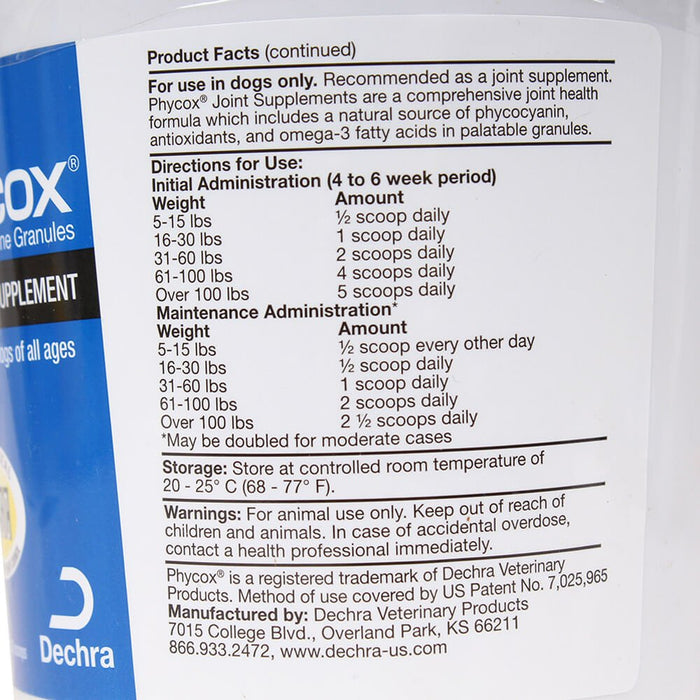 Product Facts (continued)
For use in dogs only. Recommended as a joint supplement.
Phycox® Joint Supplements are a comprehensive joint health
formula which includes a natural source of phycocyanin,
antioxidants, and omega-3 fatty acids in palatable granules.
Directions for Use:
Initial Administration (4 to 6 week period)
Weight Amount
5-15 lbs ½ scoop daily
16-30 lbs 1 scoop daily
31-60 lbs 2 scoops daily
61-100 lbs 4 scoops daily
Over 100 lbs 5 scoops daily
Maintenance Administration*
Weight Amount
5-15 lbs ½ scoop every other day
16-30 lbs ½ scoop daily
31-60 lbs 1 scoop daily
61-100 lbs 2 scoops daily
Over 100 lbs 2 ½ scoops daily
*May be doubled for moderate cases
Storage: Store at controlled room temperature of
20 - 25° C (68 - 77° F).
Warnings: For animal use only. Keep out of reach of
children and animals. In case of accidental overdose,
contact a health professional immediately.
Phycox® is a registered trademark of Dechra Veterinary
Products. Method of use covered by US Patent No. 7,025,965
Manufactured by: Dechra Veterinary Products
7015 College Blvd., Overland Park, KS 66211
866.933.2472, www.dechra-us.com
cox®
ne Granules
UPPLEMENT
ogs of all ages
Dechra